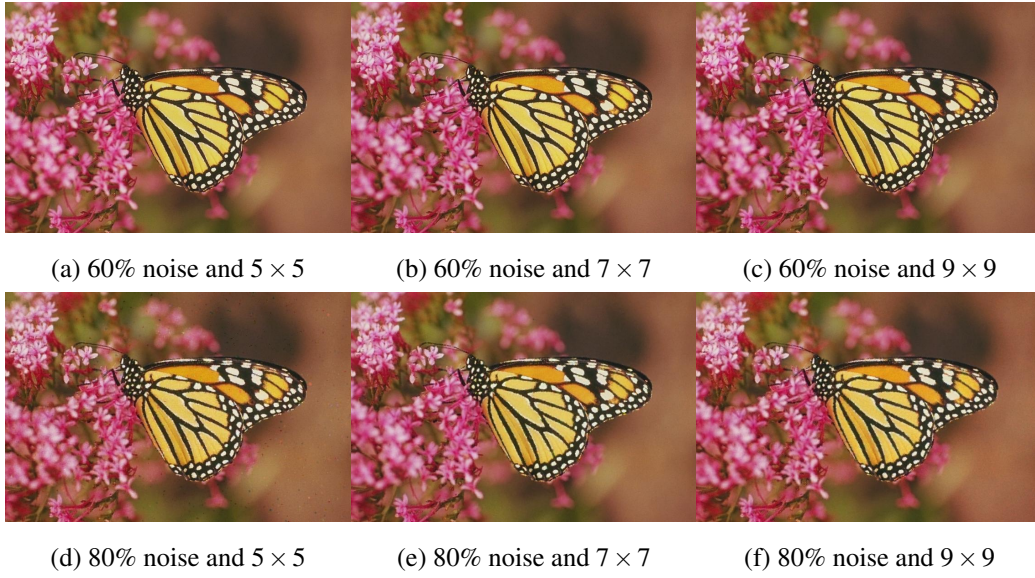 (a) 60% noise and 5 × 5
(b) 60% noise and 7 × 7
(c) 60% noise and 9 × 9
(d) 80% noise and 5 × 5
(e) 80% noise and 7 × 7
(f) 80% noise and 9 × 9